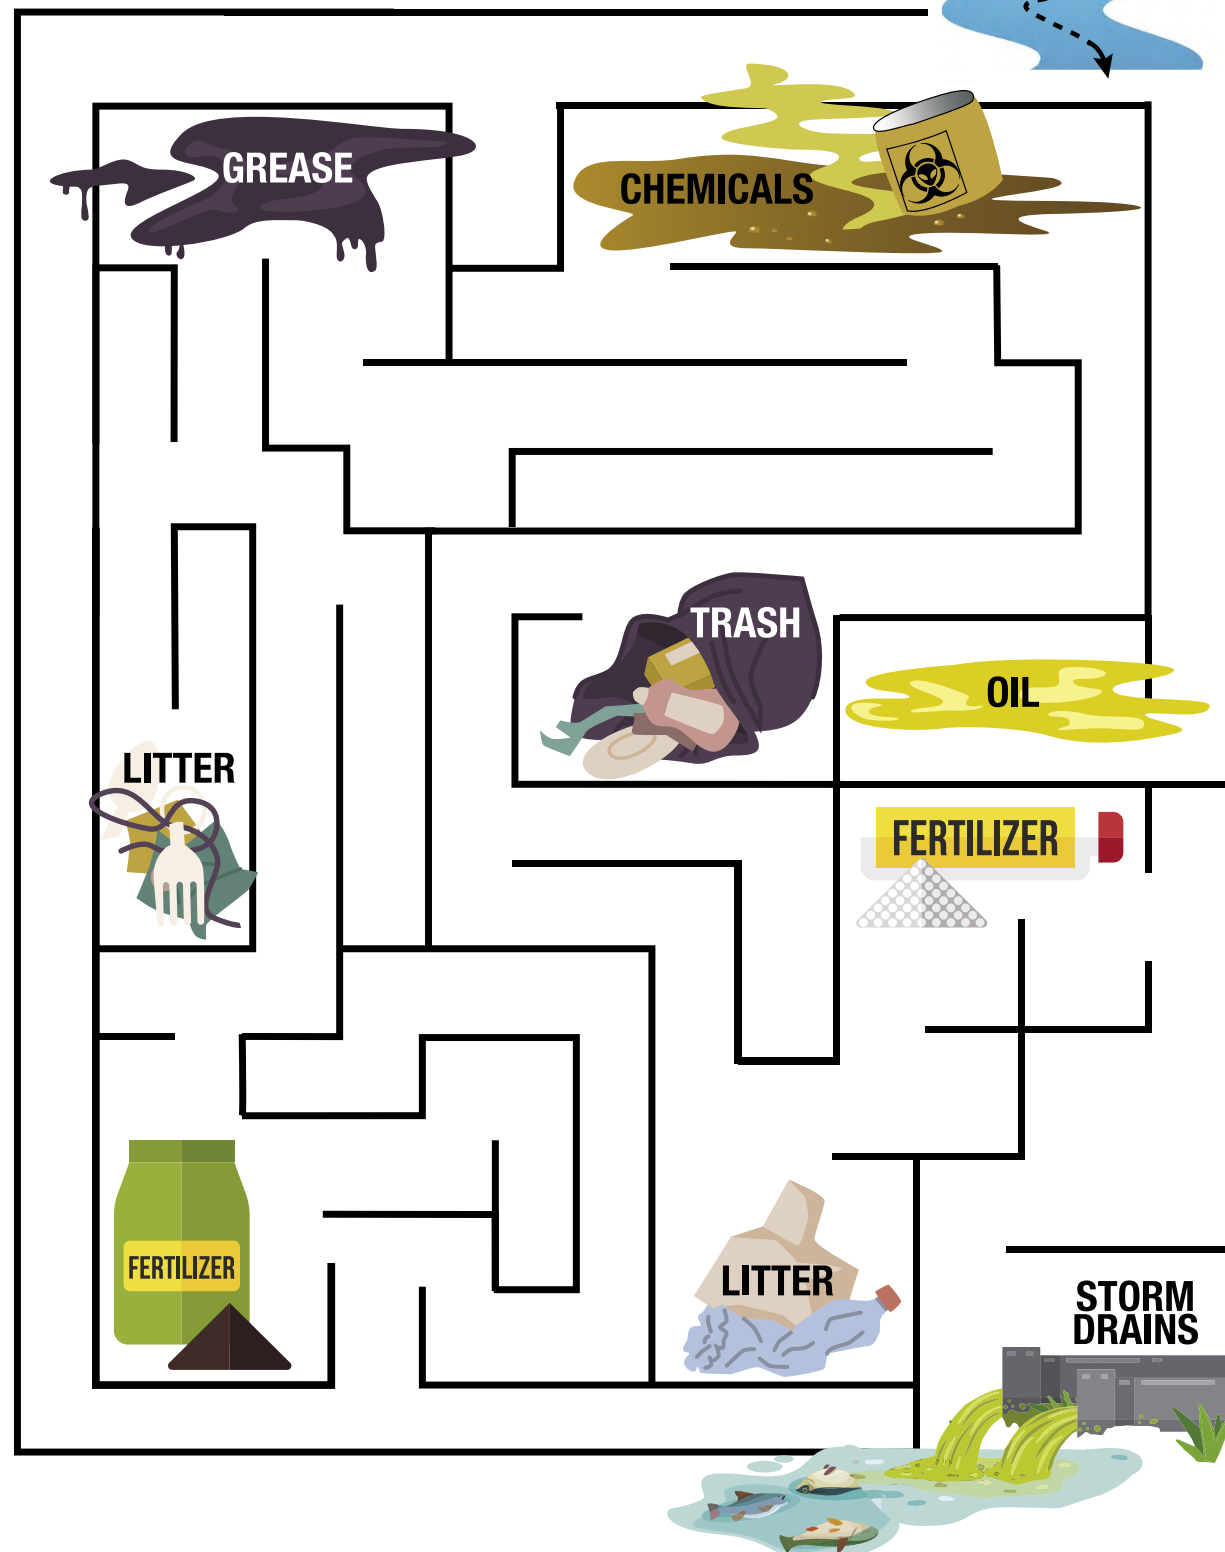 GREASE
CHEMICALS
TRASH
OIL
LITTER
FERTILIZER
FERTILIZER
LITTER
STORM
DRAINS